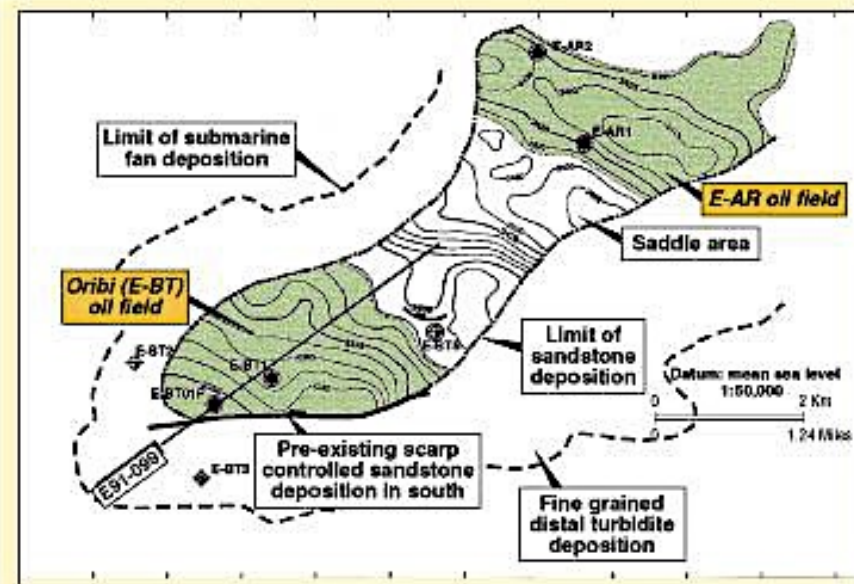 E-AR2
Limit of submarine
fan deposition
E-AR1
E-AR oil field
Saddle area
Oribi (E-BT)
oil field
E-BT1
Limit of
sandstone
deposition
Datum: mean sea level
1:50,000
0 2 Km
0 1.24 Miles
Pre-existing scarp
controlled sandstone
deposition in south
E91-099
E-BT3
Fine grained
distal turbidite
deposition